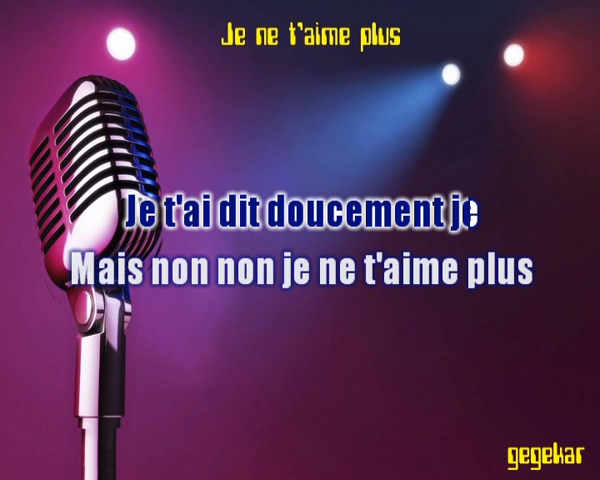 Je ne t'aime plus
Je t'ai dit doucement je
Mais non non je ne t'aime plus
gegekar